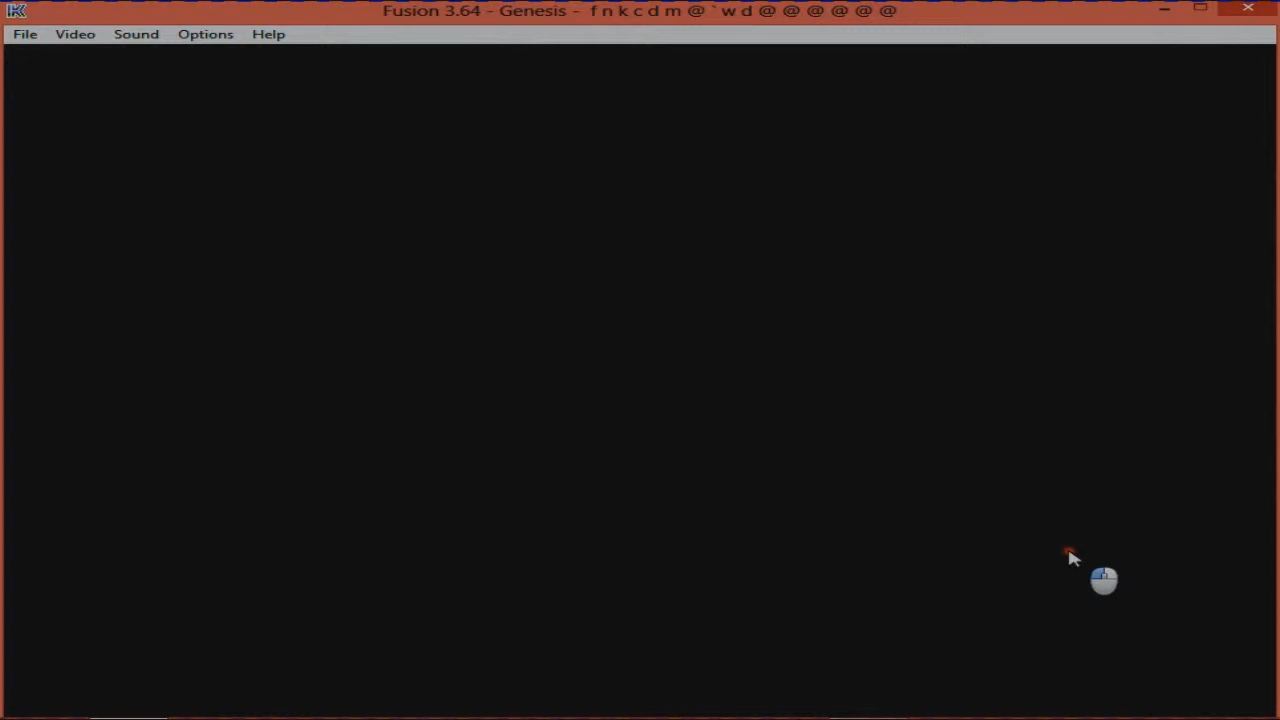 Fusion 3.64 - Genesis - f n k c d m @ ` w d @ @ @ @ @ @
File Video Sound Options Help